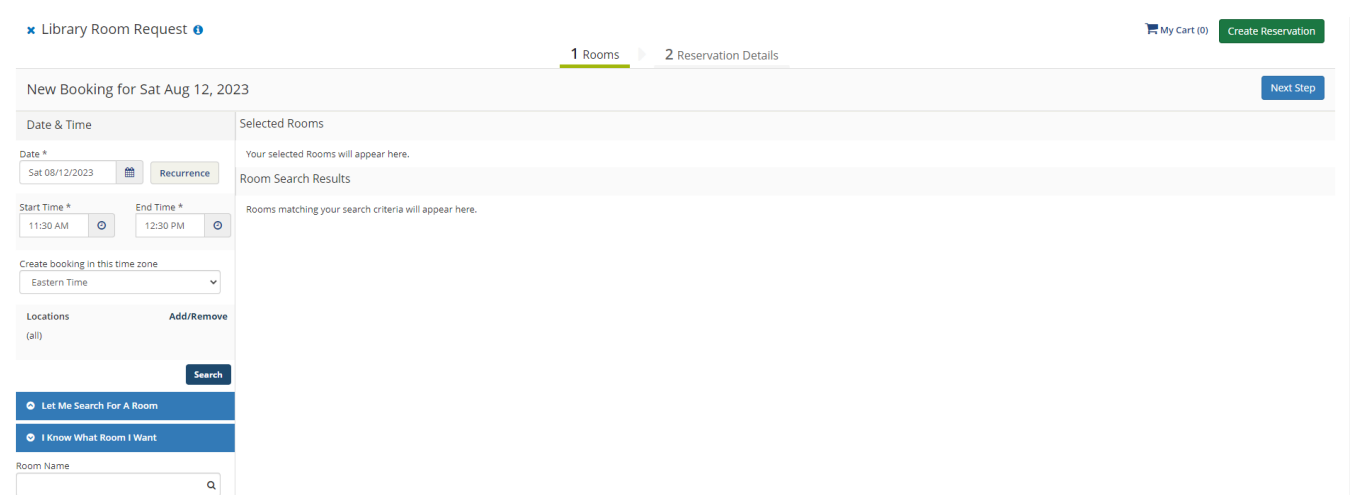 Library Room Request
My Cart (0)
Create Reservation
1 Rooms
2 Reservation Details
New Booking for Sat Aug 12, 2023
Next Step
Date & Time
Date *
Sat 08/12/2023
Recurrence
Start Time *
End Time *
11:30 AM
12:30 PM
Create booking in this time zone
Eastern Time
Locations
Add/Remove
(all)
Search
Let Me Search For A Room
I Know What Room I Want
Room Name
Selected Rooms
Your selected Rooms will appear here.
Room Search Results
Rooms matching your search criteria will appear here.